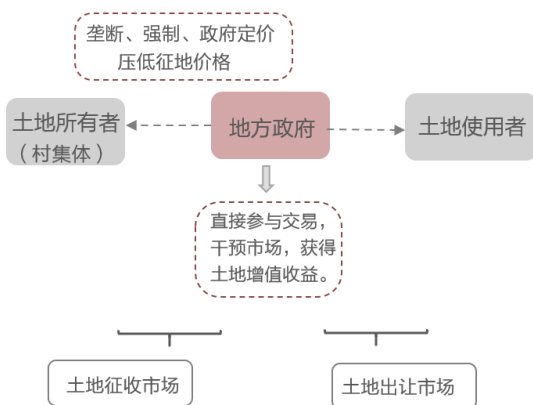 垄断、强制、政府定价
压低征地价格
土地所有者
（村集体）
地方政府
土地使用者
直接参与交易，
干预市场，获得
土地增值收益。
土地征收市场
土地出让市场